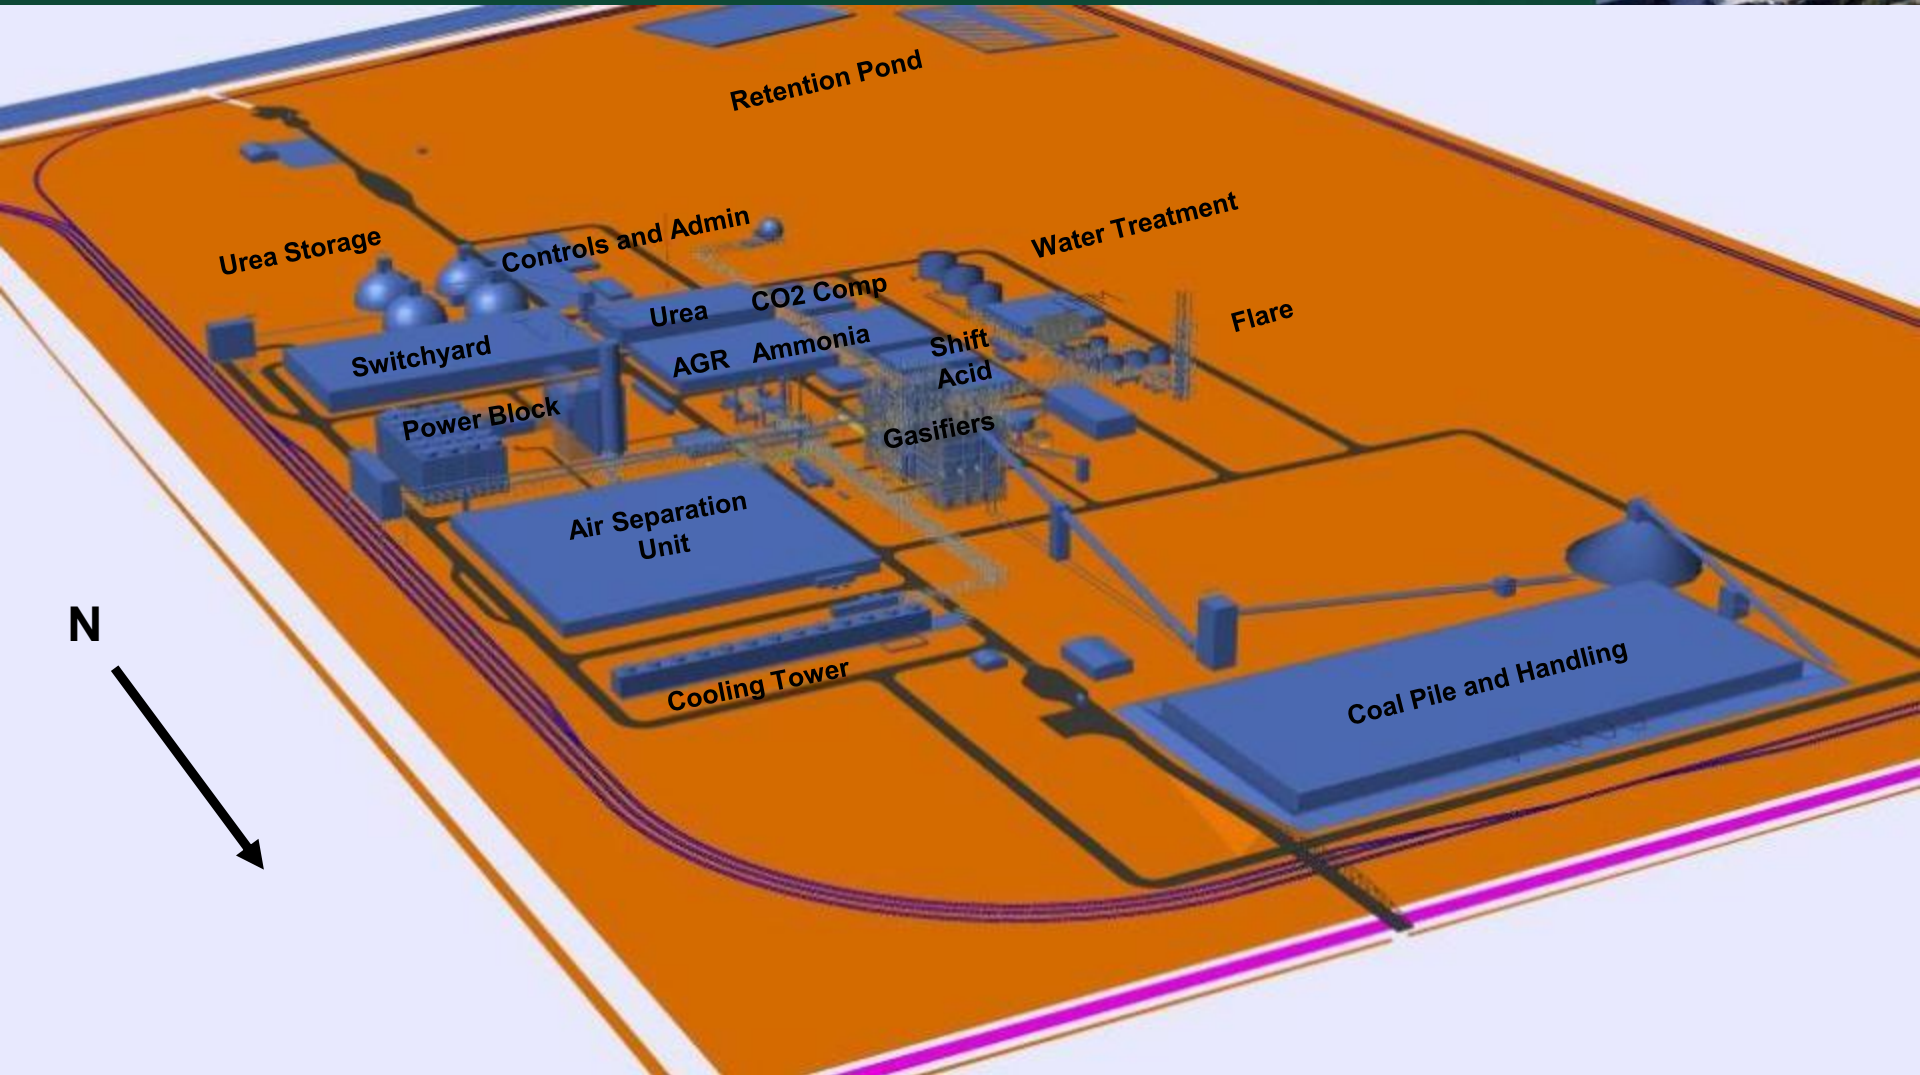 Retention Pond
Water Treatment
Controls and Admin
Urea Storage
CO2 Comp
Urea
Flare
Switchyard
AGR
Ammonia
Shift
Acid
Power Block
Gasifiers
Air Separation
Unit
N
Cooling Tower
Coal Pile and Handling